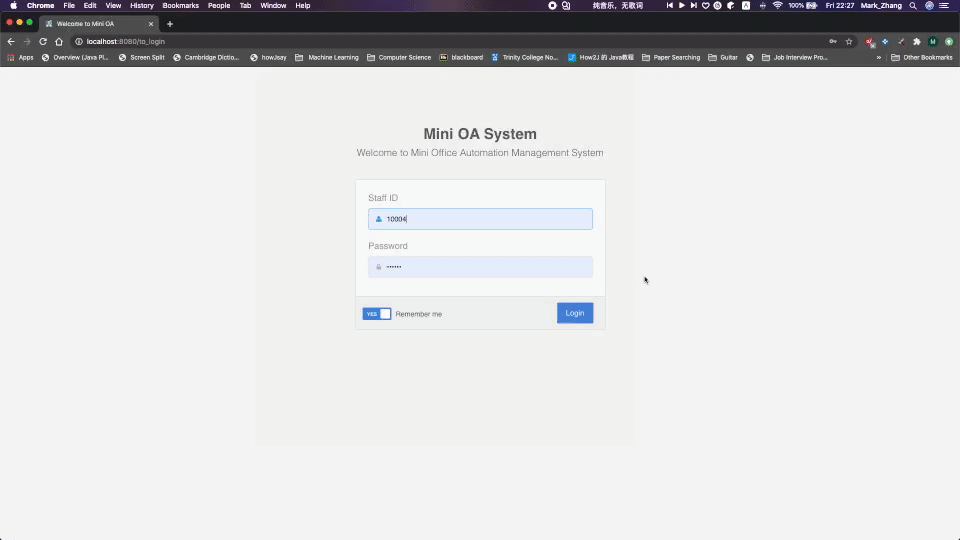 Chrome File Edit View History Bookmarks People Tab Window Help 纯音乐，无歌词 100% Fri 22:27 Mark_Zhang
Welcome to Mini OA
localhost:8080/to_login
Apps Overview (Java Pl... Screen Split Cambridge Dictio... howJsay Machine Learning Computer Science blackboard Trinity College No... How2J 的 Java教程 Paper Searching Guitar Job Interview Pro... » Other Bookmarks
Mini OA System
Welcome to Mini Office Automation Management System
Staff ID
10004
Password
••••••
YES Remember me Login